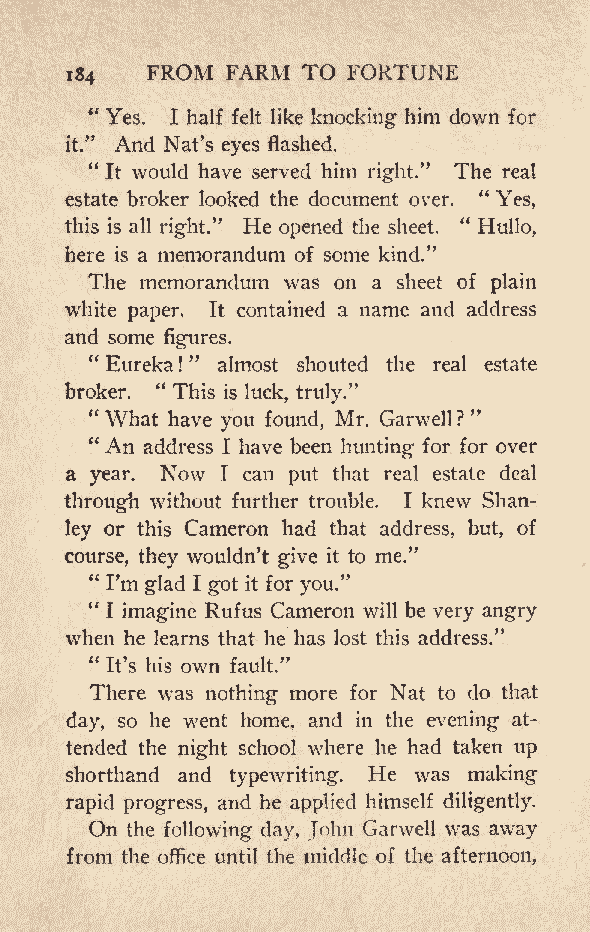 184 FROM FARM TO FORTUNE
“ Yes. I half felt like knocking him down for
it.” And Nat’s eyes flashed.
“ It would have served him right.” The real
estate broker looked the document over. “ Yes,
this is all right.” He opened the sheet. “ Hullo,
here is a memorandum of some kind.”
The memorandum was on a sheet of plain
white paper. It contained a name and address
and some figures.
“ Eureka! ” almost shouted the real estate
broker. “ This is luck, truly.”
“ What have you found, Mr. Garwell? ”
“ An address I have been hunting for for over
a year. Now I can put that real estate deal
through without further trouble. I knew Shan-
ley or this Cameron had that address, but, of
course, they wouldn’t give it to me.”
“ I’m glad I got it for you.”
“ I imagine Rufus Cameron will be very angry
when he learns that he has lost this address.”
“ It’s his own fault.”
There was nothing more for Nat to do that
day, so he went home, and in the evening at-
tended the night school where he had taken up
shorthand and typewriting. He was making
rapid progress, and he applied himself diligently.
On the following day, John Garwell was away
from the office until the middle of the afternoon,